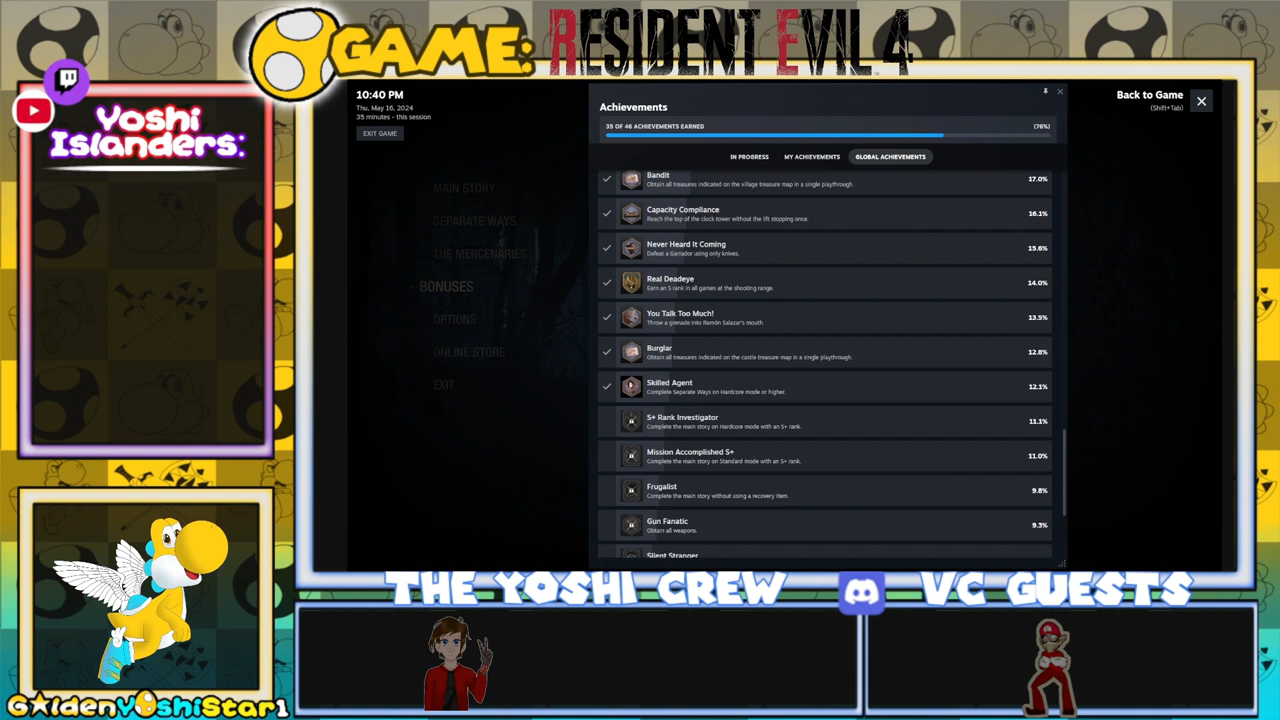 GAME:
RESIDENT EVIL 4
Yoshi
Islanders:
10:40 PM
Thu, May 16, 2024
35 minutes - this session
EXIT GAME
Back to Game
(Shift+Tab)
Achievements
35 OF 46 ACHIEVEMENTS EARNED
(76%)
IN PROGRESS
MY ACHIEVEMENTS
GLOBAL ACHIEVEMENTS
MAIN STORY
SEPARATE WAYS
THE MERCENARIES
BONUSES
OPTIONS
ONLINE STORE
EXIT
Bandit
Obtain all treasures indicated on the village treasure map in a single playthrough.
17.0%
Capacity Compliance
Reach the top of the clock tower without the lift stopping once.
16.1%
Never Heard It Coming
Defeat a Garrador using only knives.
15.6%
Real Deadeye
Earn an S rank in all games at the shooting range.
14.0%
You Talk Too Much!
Throw a grenade into Ramón Salazar's mouth.
13.5%
Burglar
Obtain all treasures indicated on the castle treasure map in a single playthrough.
12.8%
Skilled Agent
Complete Separate Ways on Hardcore mode or higher.
12.1%
S+ Rank Investigator
Complete the main story on Hardcore mode with an S+ rank.
11.1%
Mission Accomplished S+
Complete the main story on Standard mode with an S+ rank.
11.0%
Frugalist
Complete the main story without using a recovery item.
9.8%
Gun Fanatic
Obtain all weapons.
9.3%
Silent Stranger
THE YOSHI CREW
VC GUESTS
GoldenYoshiStar1